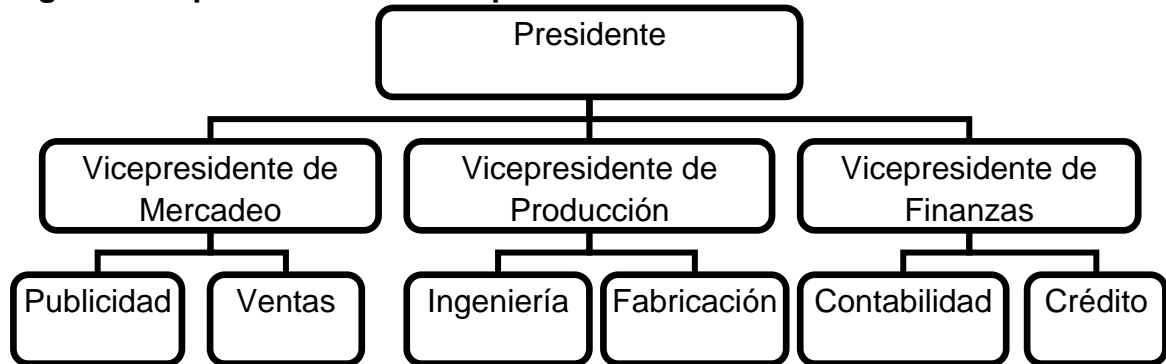 Presidente
Vicepresidente de
Mercadeo
Vicepresidente de
Producción
Vicepresidente de
Finanzas
Publicidad
Ventas
Ingeniería
Fabricación
Contabilidad
Crédito